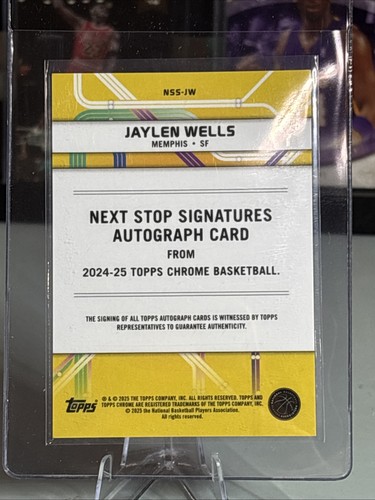 NSS-JW
JAYLEN WELLS
MEMPHIS • SF
NEXT STOP SIGNATURES
AUTOGRAPH CARD
FROM
2024-25 TOPPS CHROME BASKETBALL.
THE SIGNING OF ALL TOPPS AUTOGRAPH CARDS IS WITNESSED BY TOPPS
REPRESENTATIVES TO GUARANTEE AUTHENTICITY.
Topps
® & © 2025 THE TOPPS COMPANY, INC. ALL RIGHTS RESERVED. TOPPS AND
TOPPS CHROME ARE REGISTERED TRADEMARKS OF THE TOPPS COMPANY, INC.
© 2025 the National Basketball Players Association.
All rights reserved.